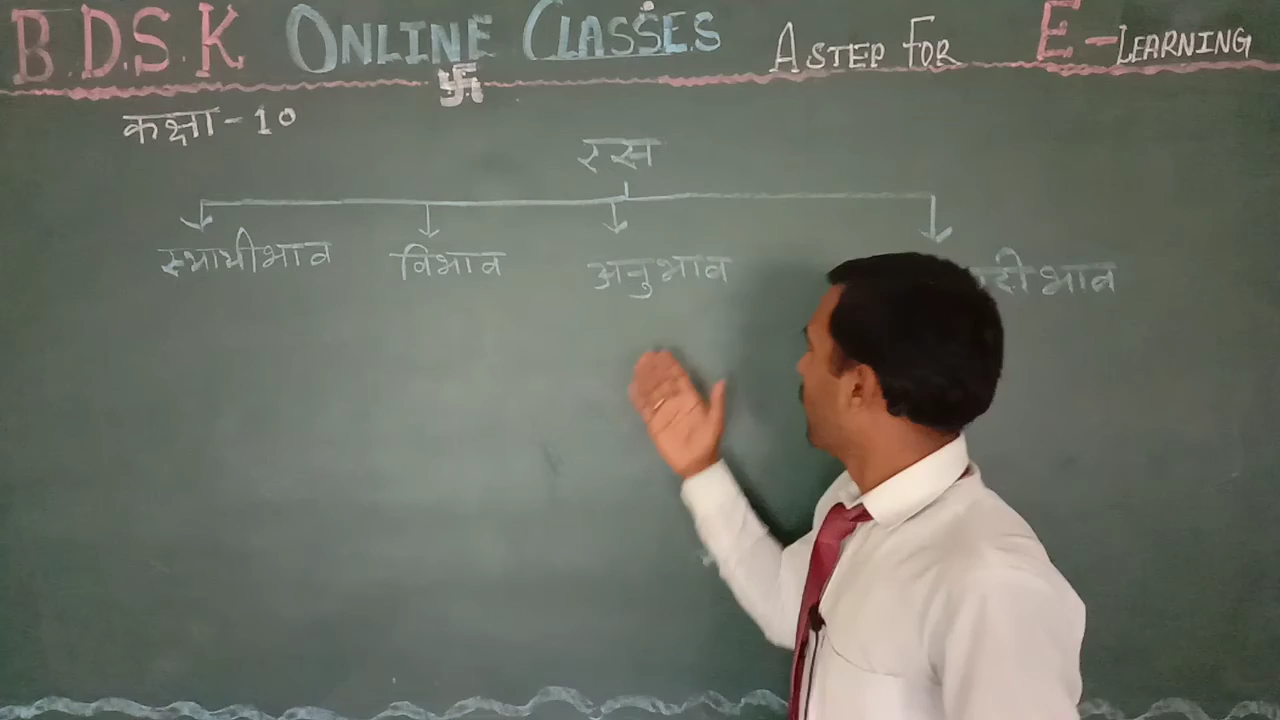 B.D.S.K ONLINE CLASSES A STEP FOR E-LEARNING
कक्षा-10
रस
स्थायीभाव विभाव अनुभाव